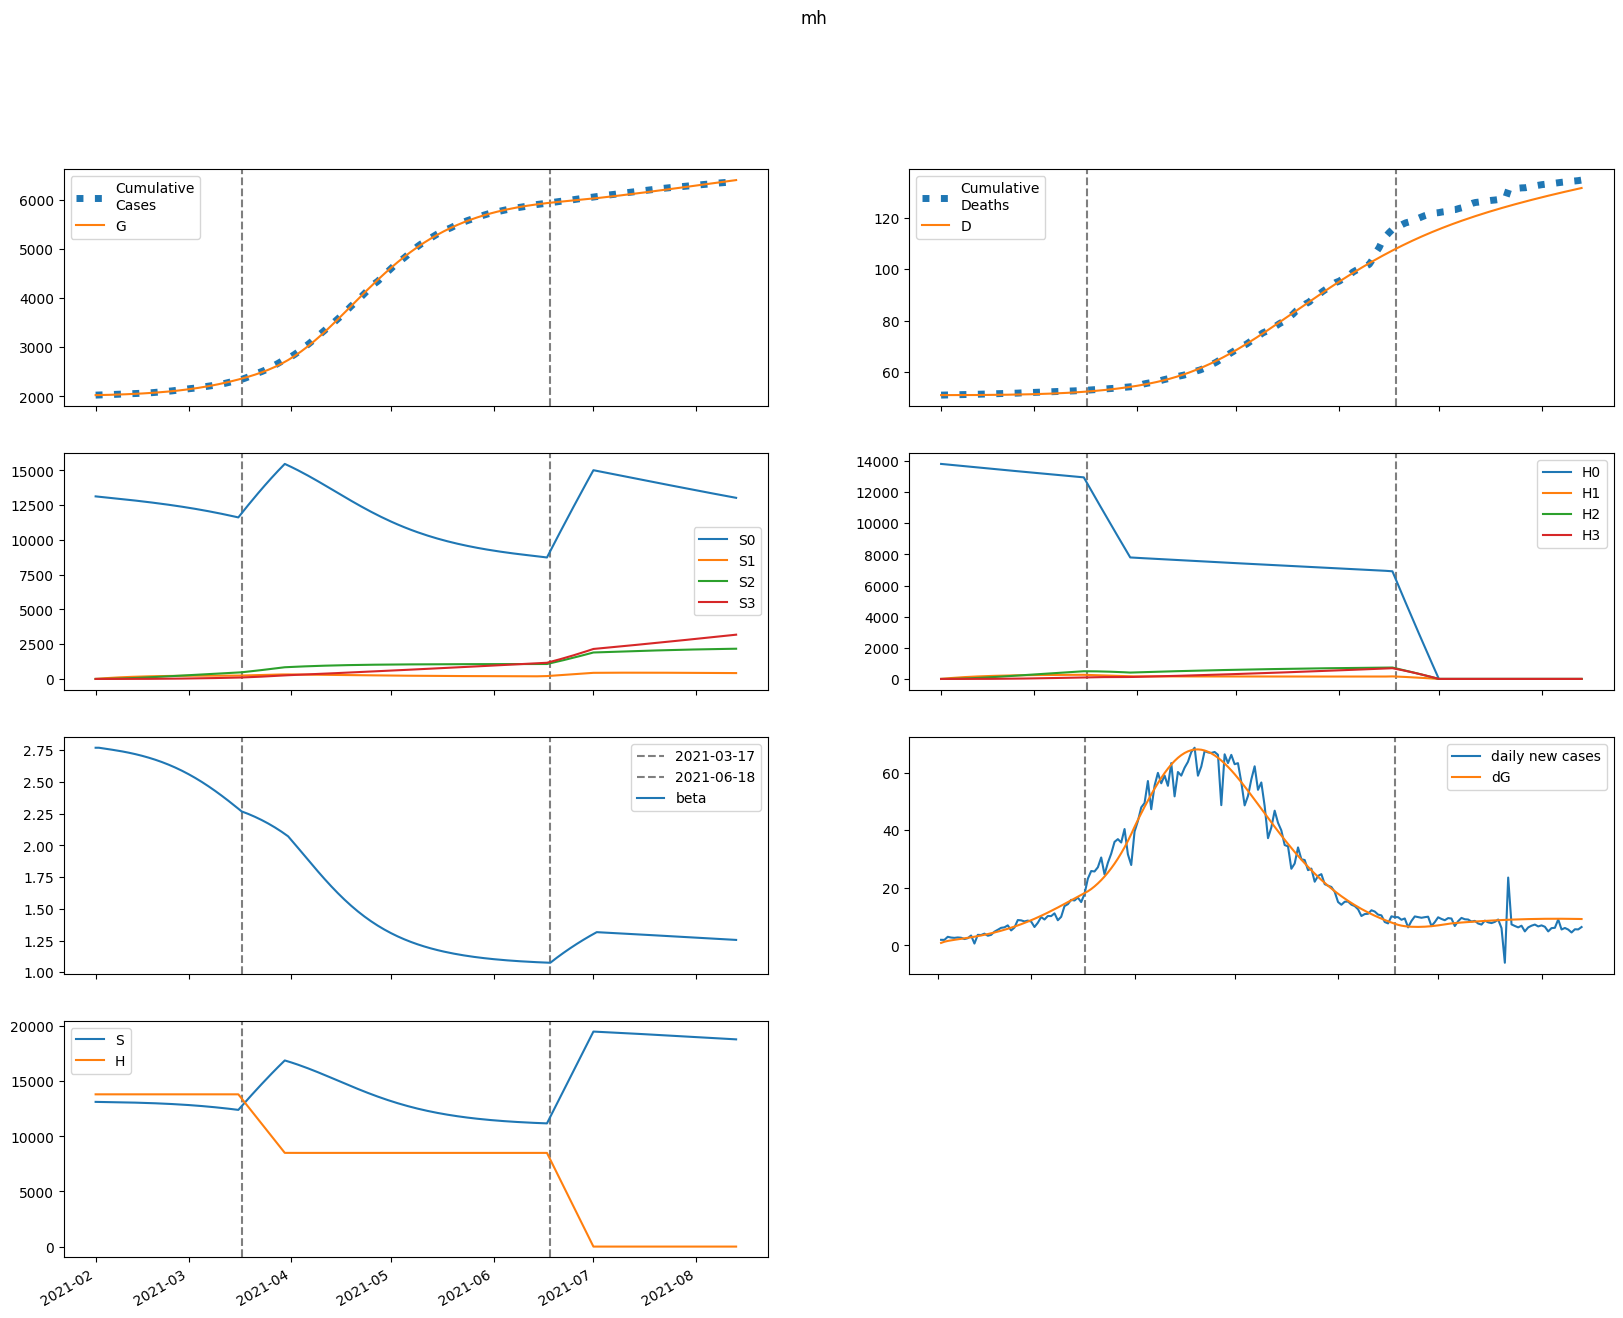 mh
Cumulative
Cases
G
6000
5000
4000
3000
2000
Cumulative
Deaths
D
120
100
80
60
15000
12500
10000
7500
5000
2500
0
S0
S1
S2
S3
14000
12000
10000
8000
6000
4000
2000
0
H0
H1
H2
H3
2.75
2.50
2.25
2.00
1.75
1.50
1.25
1.00
2021-03-17
2021-06-18
beta
60
40
20
0
daily new cases
dG
20000
15000
10000
5000
0
S
H
2021-02
2021-03
2021-04
2021-05
2021-06
2021-07
2021-08